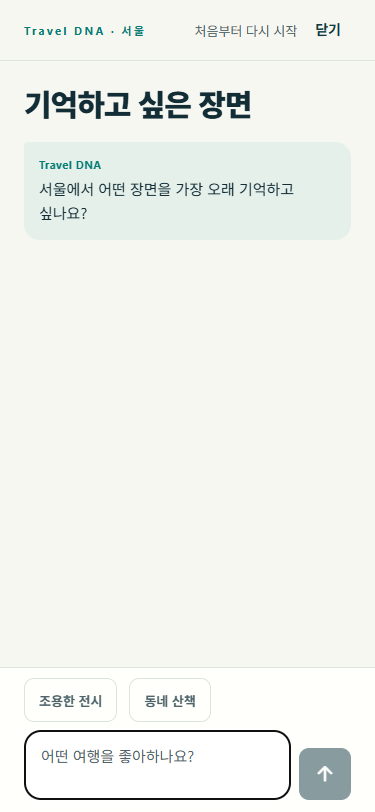 Travel DNA · 서울
처음부터 다시 시작
닫기
기억하고 싶은 장면
Travel DNA
서울에서 어떤 장면을 가장 오래 기억하고
싶나요?
조용한 전시
동네 산책
어떤 여행을 좋아하나요?